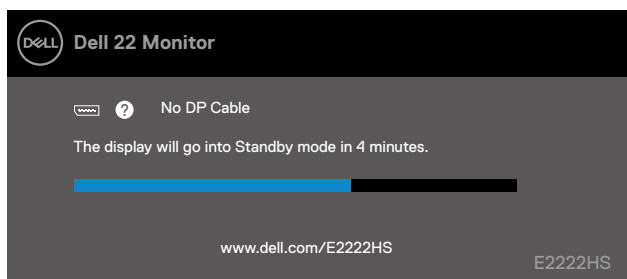 DELL
Dell 22 Monitor
? No DP Cable
The display will go into Standby mode in 4 minutes.
www.dell.com/E2222HS
E2222HS